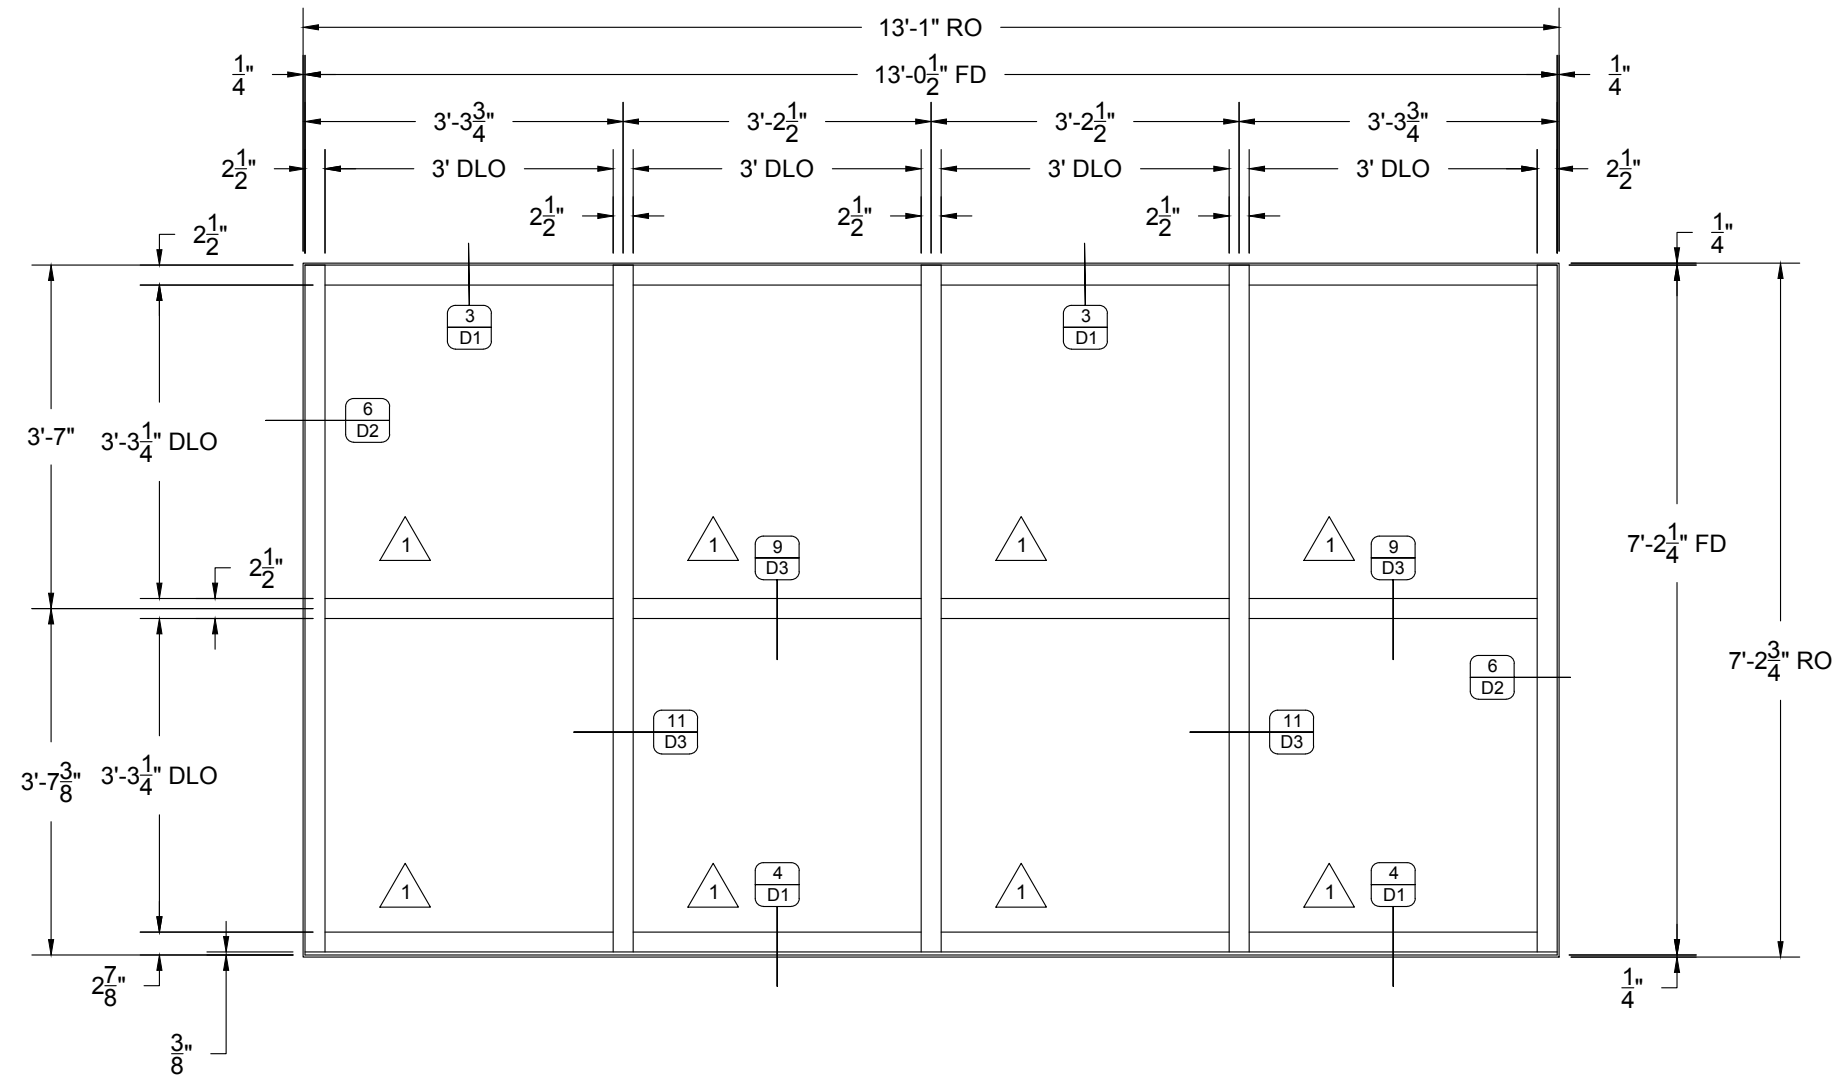 13'-1" RO
1/4" 13'-0 1/2" FD 1/4"
3'-3 3/4" 3'-2 1/2" 3'-2 1/2" 3'-3 3/4"
2 1/2" 3' DLO 3' DLO 3' DLO 3' DLO 2 1/2"
2 1/2" 2 1/2" 2 1/2"
2 1/2" 1/4"
3 3
D1 D1
6
D2
3'-7" 3'-3 1/4" DLO
1 1 1 1
9 9
D3 D3
7'-2 1/4" FD
2 1/2"
7'-2 3/4" RO
6
D2
11 11
D3 D3
3'-7 3/8" 3'-3 1/4" DLO
1 1 1 1
4 4
D1 D1
2 7/8" 1/4"
3/8"